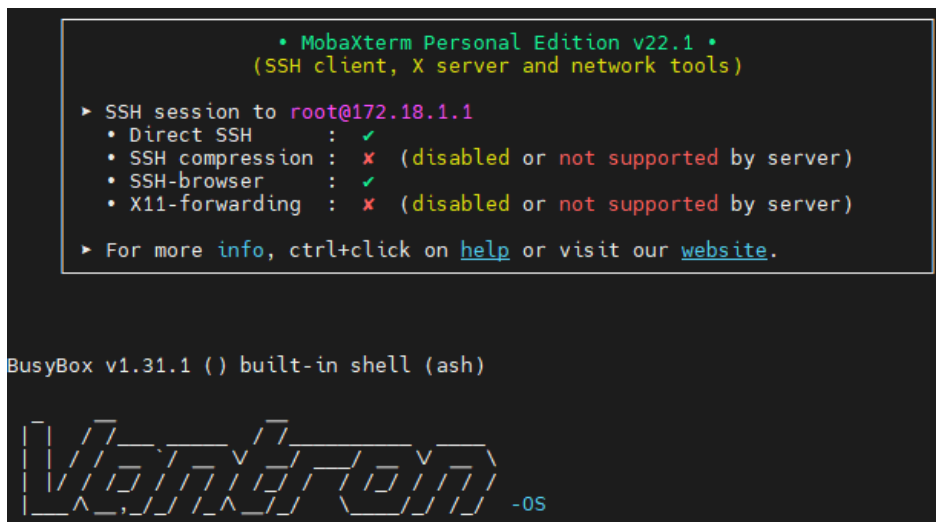 • MobaXterm Personal Edition v22.1 •
(SSH client, X server and network tools)
➤ SSH session to root@172.18.1.1
• Direct SSH : ✔
• SSH compression : ✘ (disabled or not supported by server)
• SSH-browser : ✔
• X11-forwarding : ✘ (disabled or not supported by server)
➤ For more info, ctrl+click on help or visit our website.
BusyBox v1.31.1 () built-in shell (ash)
Vantron -OS